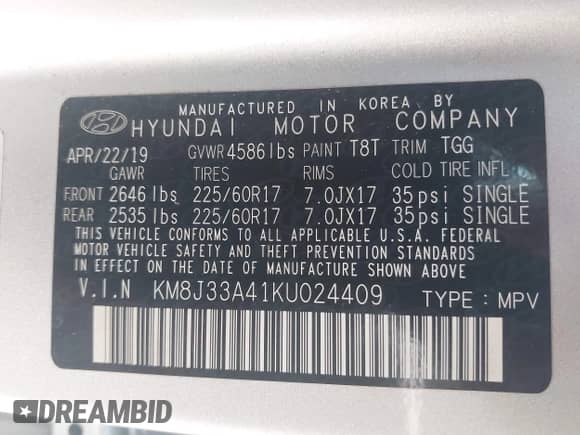 MANUFACTURED IN KOREA BY
HYUNDAI MOTOR COMPANY
APR/22/19 GVWR 4586lbs PAINT T8T TRIM TGG
GAWR TIRES RIMS COLD TIRE INFL.
FRONT 2646 lbs 225/60R17 7.0JX17 35psi SINGLE
REAR 2535 lbs 225/60R17 7.0JX17 35psi SINGLE
THIS VEHICLE CONFORMS TO ALL APPLICABLE U.S.A. FEDERAL
MOTOR VEHICLE SAFETY AND THEFT PREVENTION STANDARDS
IN EFFECT ON THE DATE OF MANUFACTURE SHOWN ABOVE.
V.I.N KM8J33A41KU024409 TYPE : MPV
DREAMBID